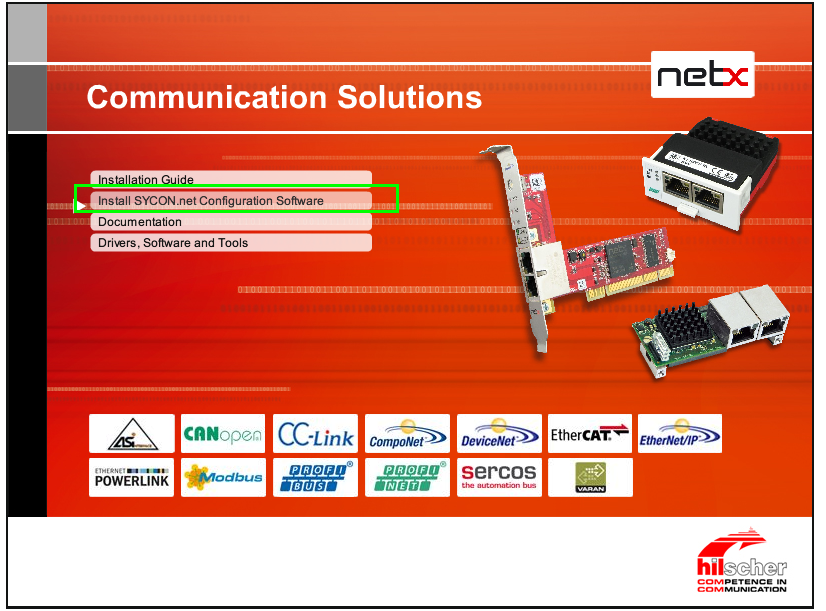 netx
Communication Solutions
Installation Guide
Install SYCON.net Configuration Software
Documentation
Drivers, Software and Tools
ASi
INTERFACE
CANopen
CC-Link
CompoNet
DeviceNet
EtherCAT
EtherNet/IP
ETHERNET
POWERLINK
Modbus
PROFI
BUS
®
PROFI
NET
®
sercos
the automation bus
VARAN
hilscher
COMPETENCE IN
COMMUNICATION